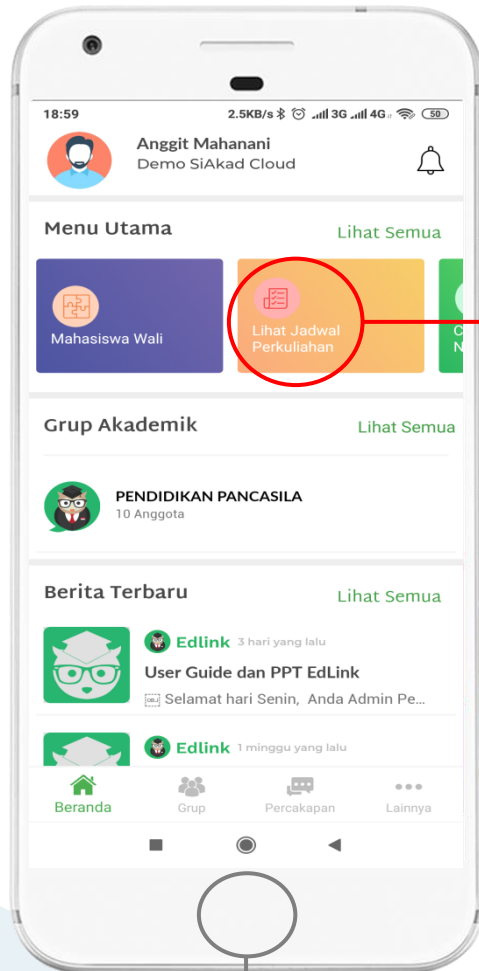 18:59
2.5KB/s 3G 4G 50
Anggit Mahanani
Demo SiAkad Cloud
Menu Utama
Lihat Semua
Mahasiswa Wali
Lihat Jadwal
Perkuliahan
C
N
Grup Akademik
Lihat Semua
PENDIDIKAN PANCASILA
10 Anggota
Berita Terbaru
Lihat Semua
Edlink 3 hari yang lalu
User Guide dan PPT EdLink
Selamat hari Senin, Anda Admin Pe...
Edlink 1 minggu yang lalu
Beranda
Grup
Percakapan
Lainnya